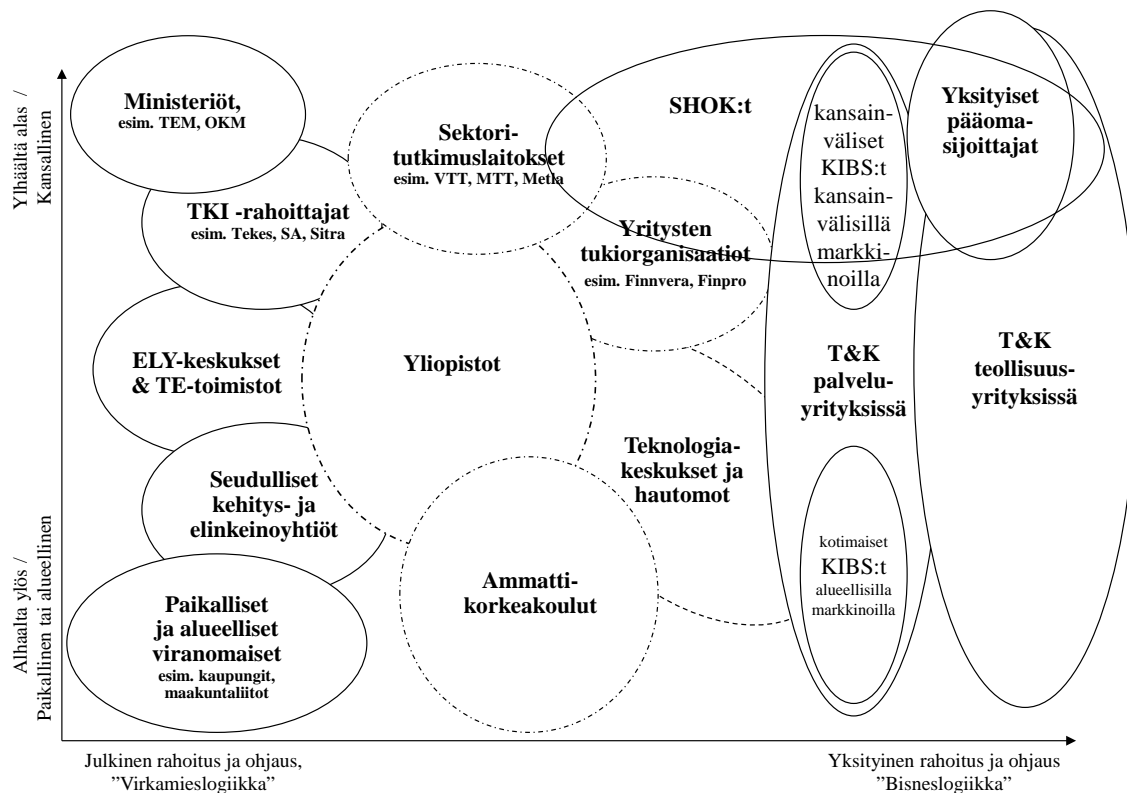 Ylhäältä alas /
Kansallinen
Alhaalta ylös /
Paikallinen tai alueellinen
Ministeriöt,
esim. TEM, OKM
TKI -rahoittajat
esim. Tekes, SA, Sitra
ELY-keskukset
& TE-toimistot
Seudulliset
kehitys- ja
elinkeinoyhtiöt
Paikalliset
ja alueelliset
viranomaiset
esim. kaupungit,
maakuntaliitot
Sektori-
tutkimuslaitokset
esim. VTT, MTT, Metla
Yliopistot
Ammatti-
korkeakoulut
SHOK:t
Yritysten
tukiorganisaatiot
esim. Finnvera, Finpro
Teknologia-
keskukset ja
hautomot
kansain-
väliset
KIBS:t
kansain-
välisillä
markki-
noilla
T&K
palvelu-
yrityksissä
kotimaiset
KIBS:t
alueellisilla
markkinoilla
Yksityiset
pääoma-
sijoittajat
T&K
teollisuus-
yrityksissä
Julkinen rahoitus ja ohjaus,
”Virkamieslogiikka”
Yksityinen rahoitus ja ohjaus
”Bisneslogiikka”